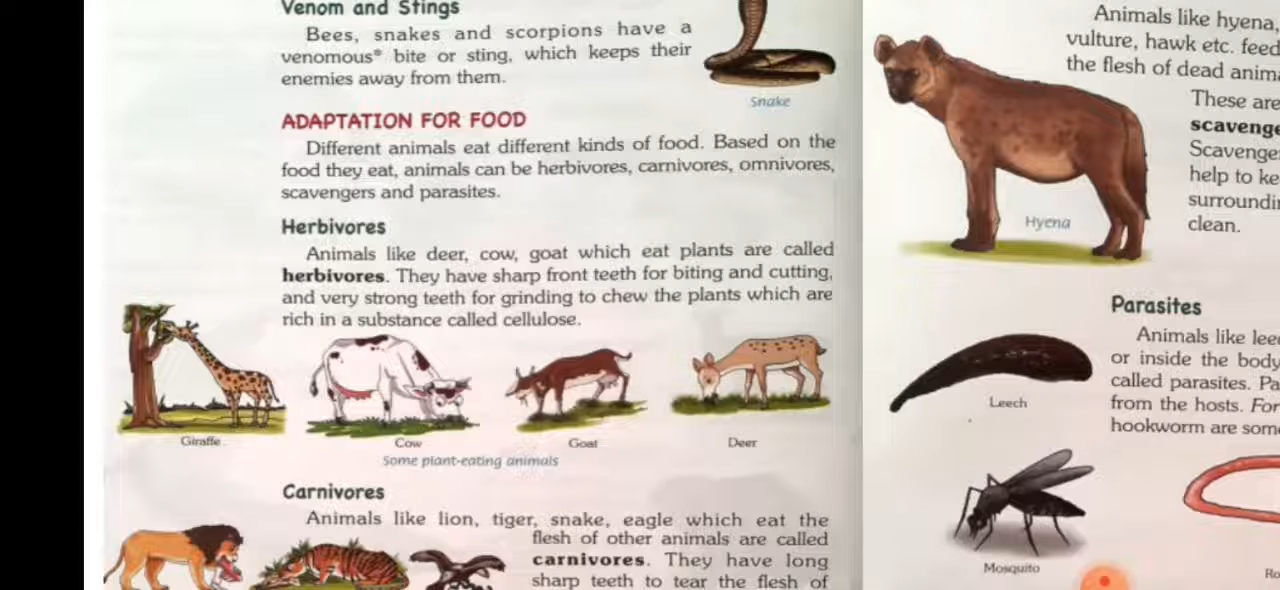 Venom and Stings
Bees, snakes and scorpions have a
venomous* bite or sting, which keeps their
enemies away from them.
Snake
ADAPTATION FOR FOOD
Different animals eat different kinds of food. Based on the
food they eat, animals can be herbivores, carnivores, omnivores,
scavengers and parasites.
Herbivores
Animals like deer, cow, goat which eat plants are called
herbivores. They have sharp front teeth for biting and cutting,
and very strong teeth for grinding to chew the plants which are
rich in a substance called cellulose.
Giraffe
Cow
Goat
Deer
Some plant-eating animals
Carnivores
Animals like lion, tiger, snake, eagle which eat the
flesh of other animals are called
carnivores. They have long
sharp teeth to tear the flesh of
Animals like hyena,
vulture, hawk etc. feed
the flesh of dead
These are
Hyena
help to
clean.
Parasites
Animals like
or inside the body
called parasites.
from the hosts. For
hookworm are
Leech
Mosquito